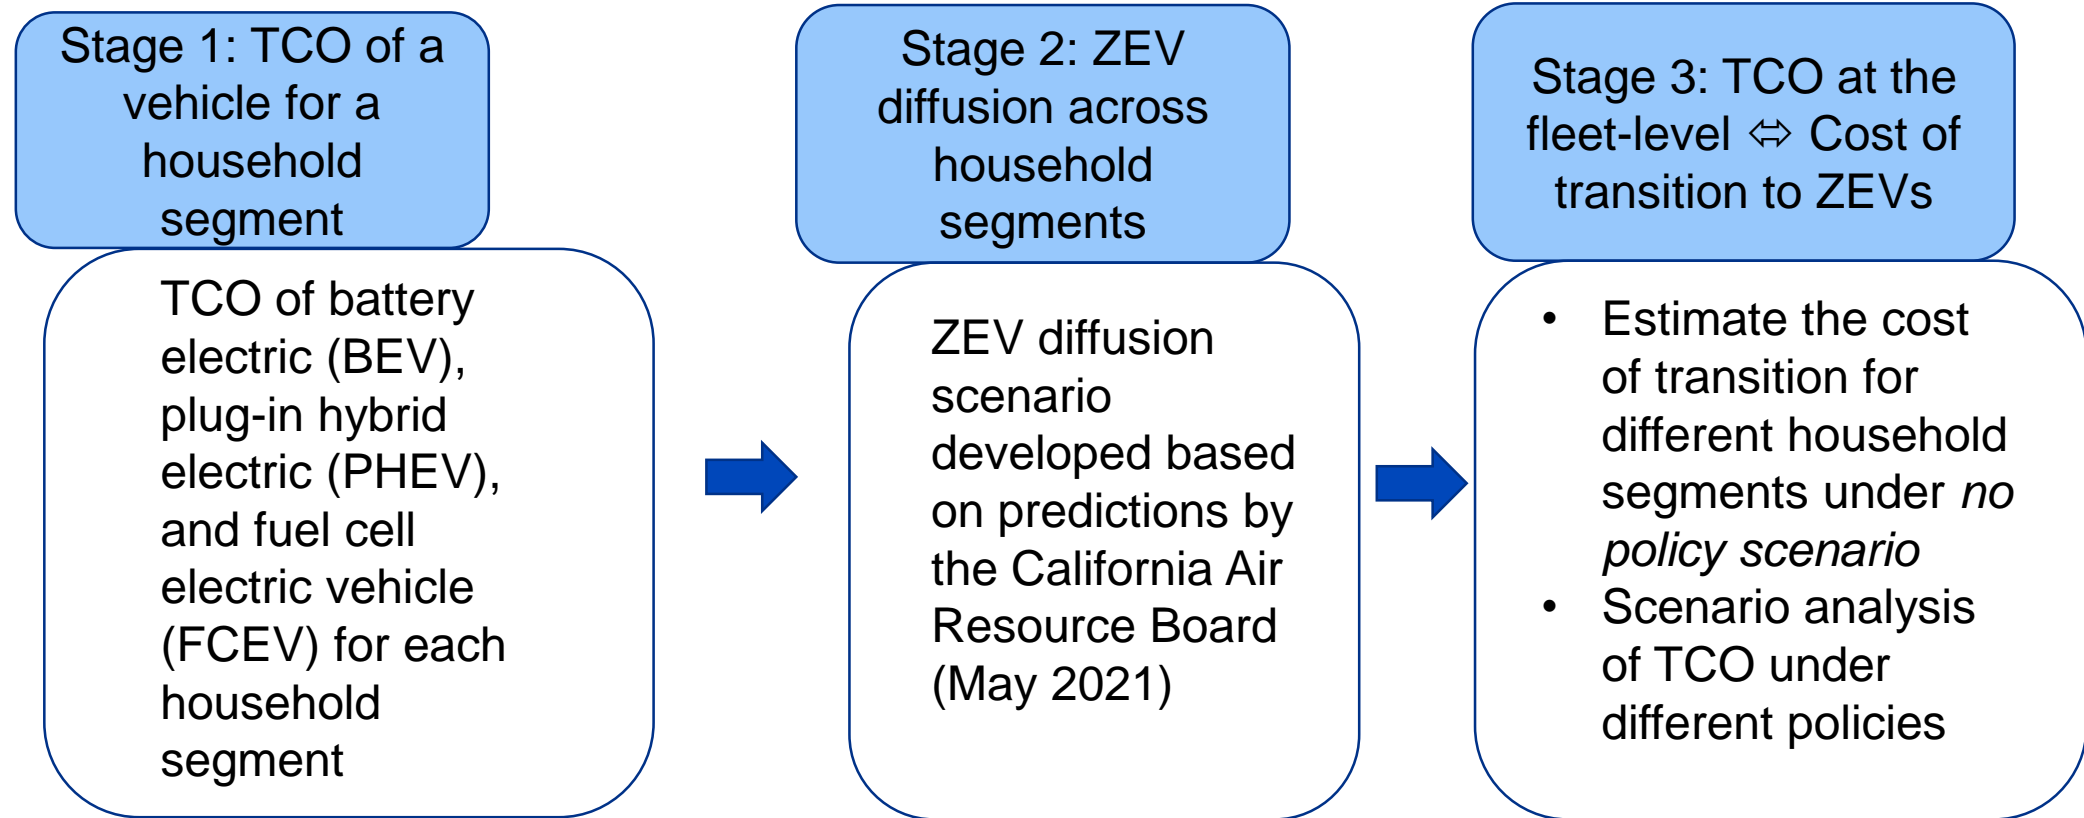 Stage 1: TCO of a
vehicle for a
household
segment
TCO of battery
electric (BEV),
plug-in hybrid
electric (PHEV),
and fuel cell
electric vehicle
(FCEV) for each
household
segment
Stage 2: ZEV
diffusion across
household
segments
ZEV diffusion
scenario
developed based
on predictions by
the California Air
Resource Board
(May 2021)
Stage 3: TCO at the
fleet-level ⇔ Cost of
transition to ZEVs
• Estimate the cost
of transition for
different household
segments under no
policy scenario
• Scenario analysis
of TCO under
different policies